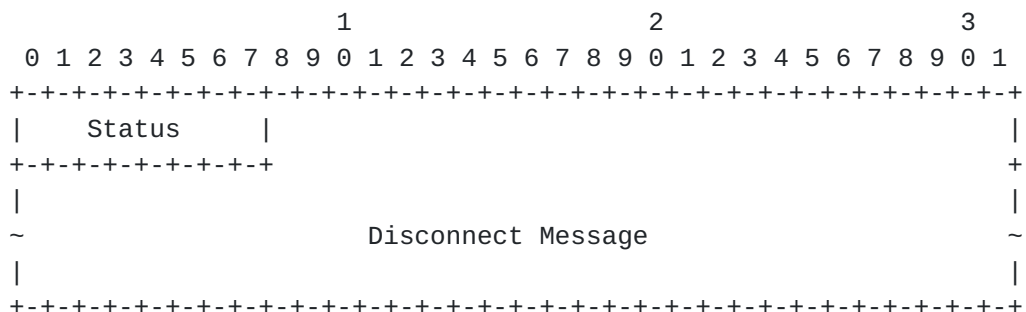 1                   2                   3
 0 1 2 3 4 5 6 7 8 9 0 1 2 3 4 5 6 7 8 9 0 1 2 3 4 5 6 7 8 9 0 1
+-+-+-+-+-+-+-+-+-+-+-+-+-+-+-+-+-+-+-+-+-+-+-+-+-+-+-+-+-+-+-+-+
|    Status     |                                               |
+-+-+-+-+-+-+-+-+                                               +
|                                                               |
~                      Disconnect Message                       ~
|                                                               |
+-+-+-+-+-+-+-+-+-+-+-+-+-+-+-+-+-+-+-+-+-+-+-+-+-+-+-+-+-+-+-+-+